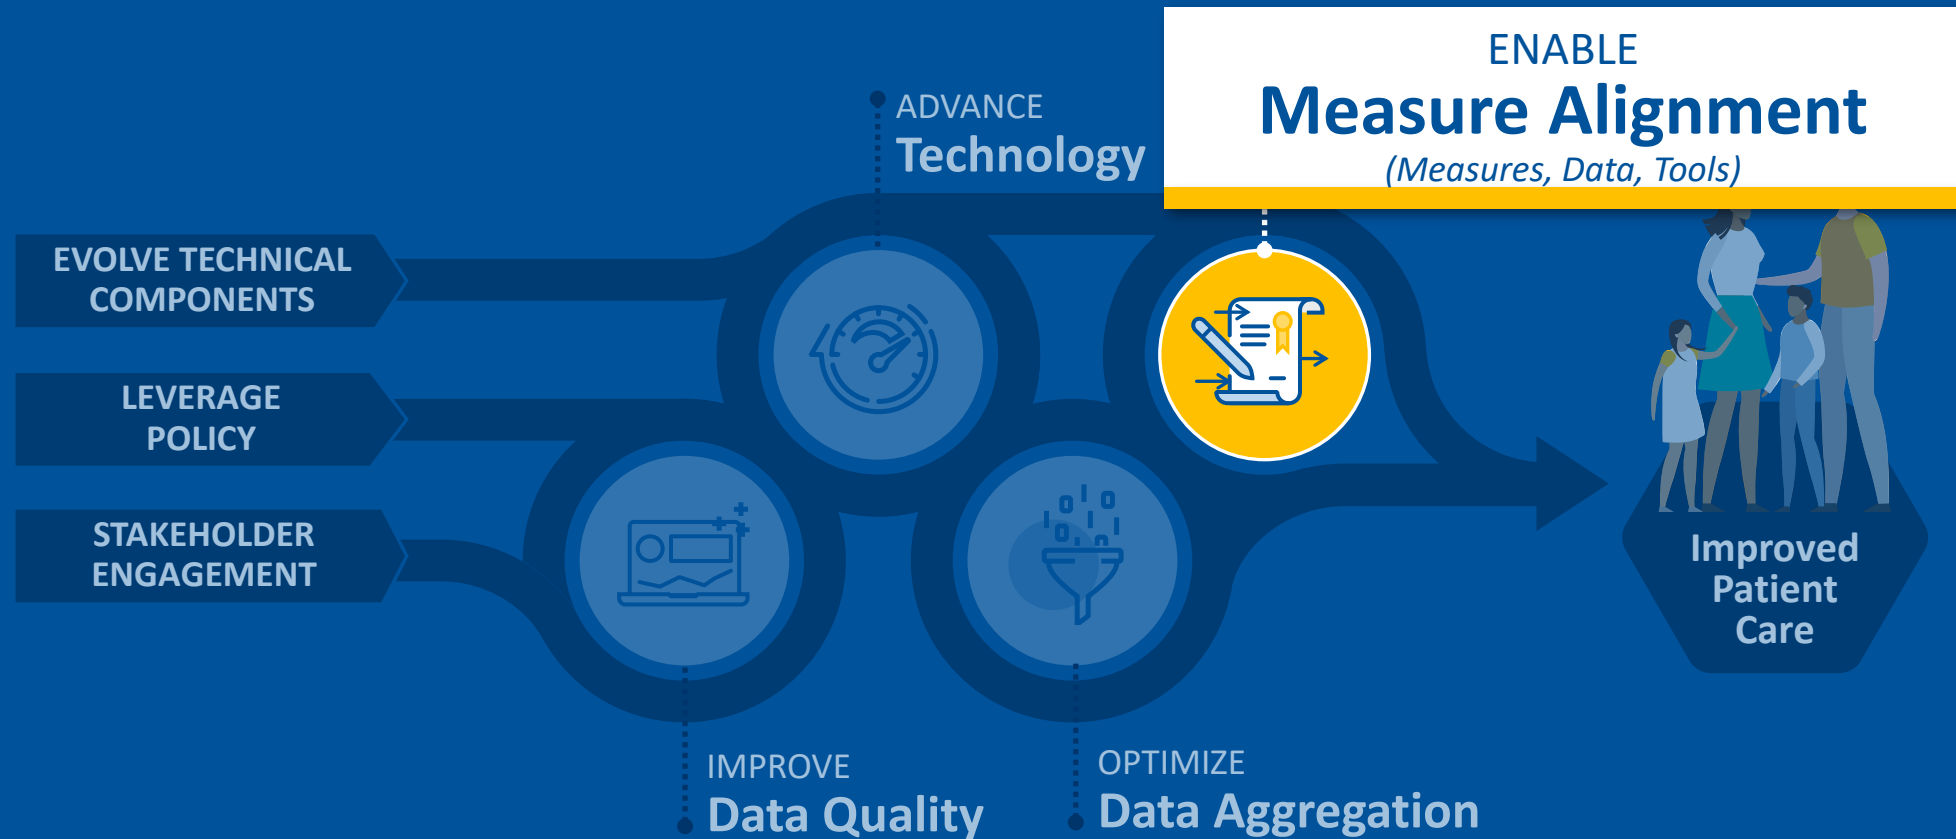 ENABLE
Measure Alignment
(Measures, Data, Tools)
ADVANCE
Technology
EVOLVE TECHNICAL
COMPONENTS
LEVERAGE
POLICY
STAKEHOLDER
ENGAGEMENT
Improved
Patient
Care
IMPROVE
Data Quality
OPTIMIZE
Data Aggregation